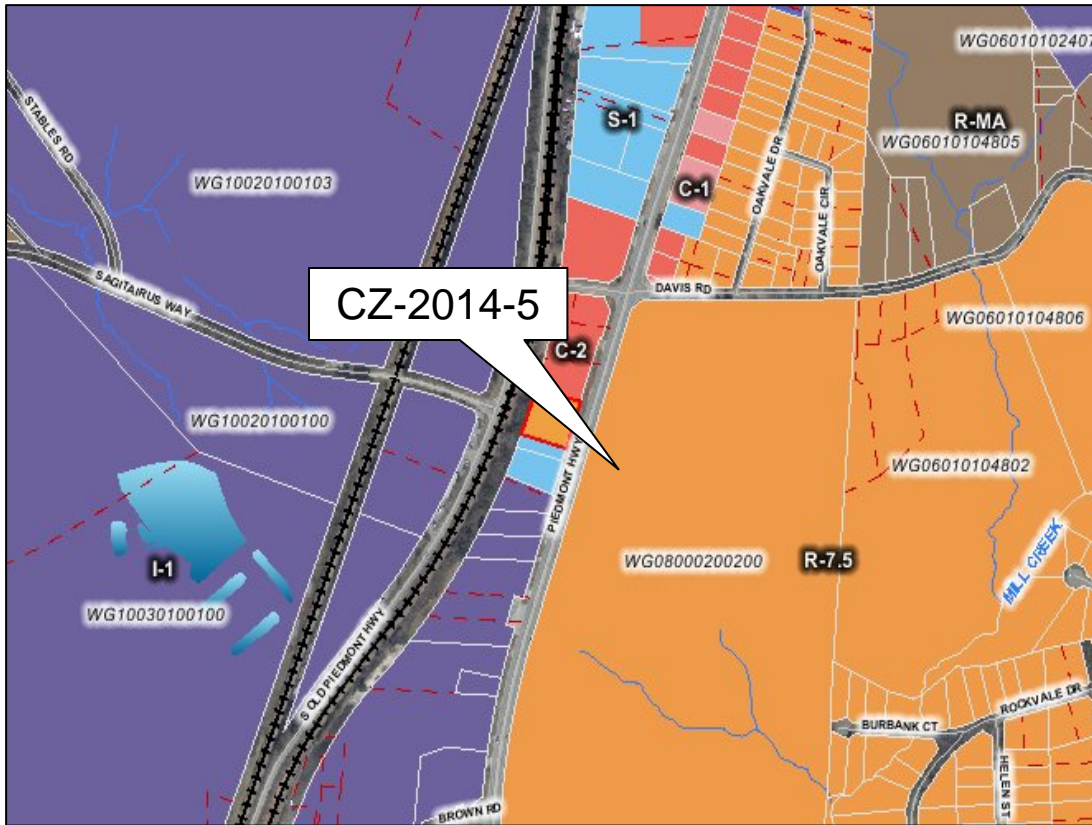 WG06010102407
S-1
R-MA
STABLES RD
WG06010104805
WG10020100103
C-1
OAKVALE DR
OAKVALE CIR
SAGITAIRUS WAY
CZ-2014-5
DAVIS RD
WG06010104806
C-2
WG10020100100
PIEDMONT HWY
WG06010104802
I-1
WG08000200200
R-7.5
MILL CREEK
WG10030100100
S OLD PIEDMONT HWY
ROCKVALE DR
BURBANK CT
HELEN ST
BROWN RD